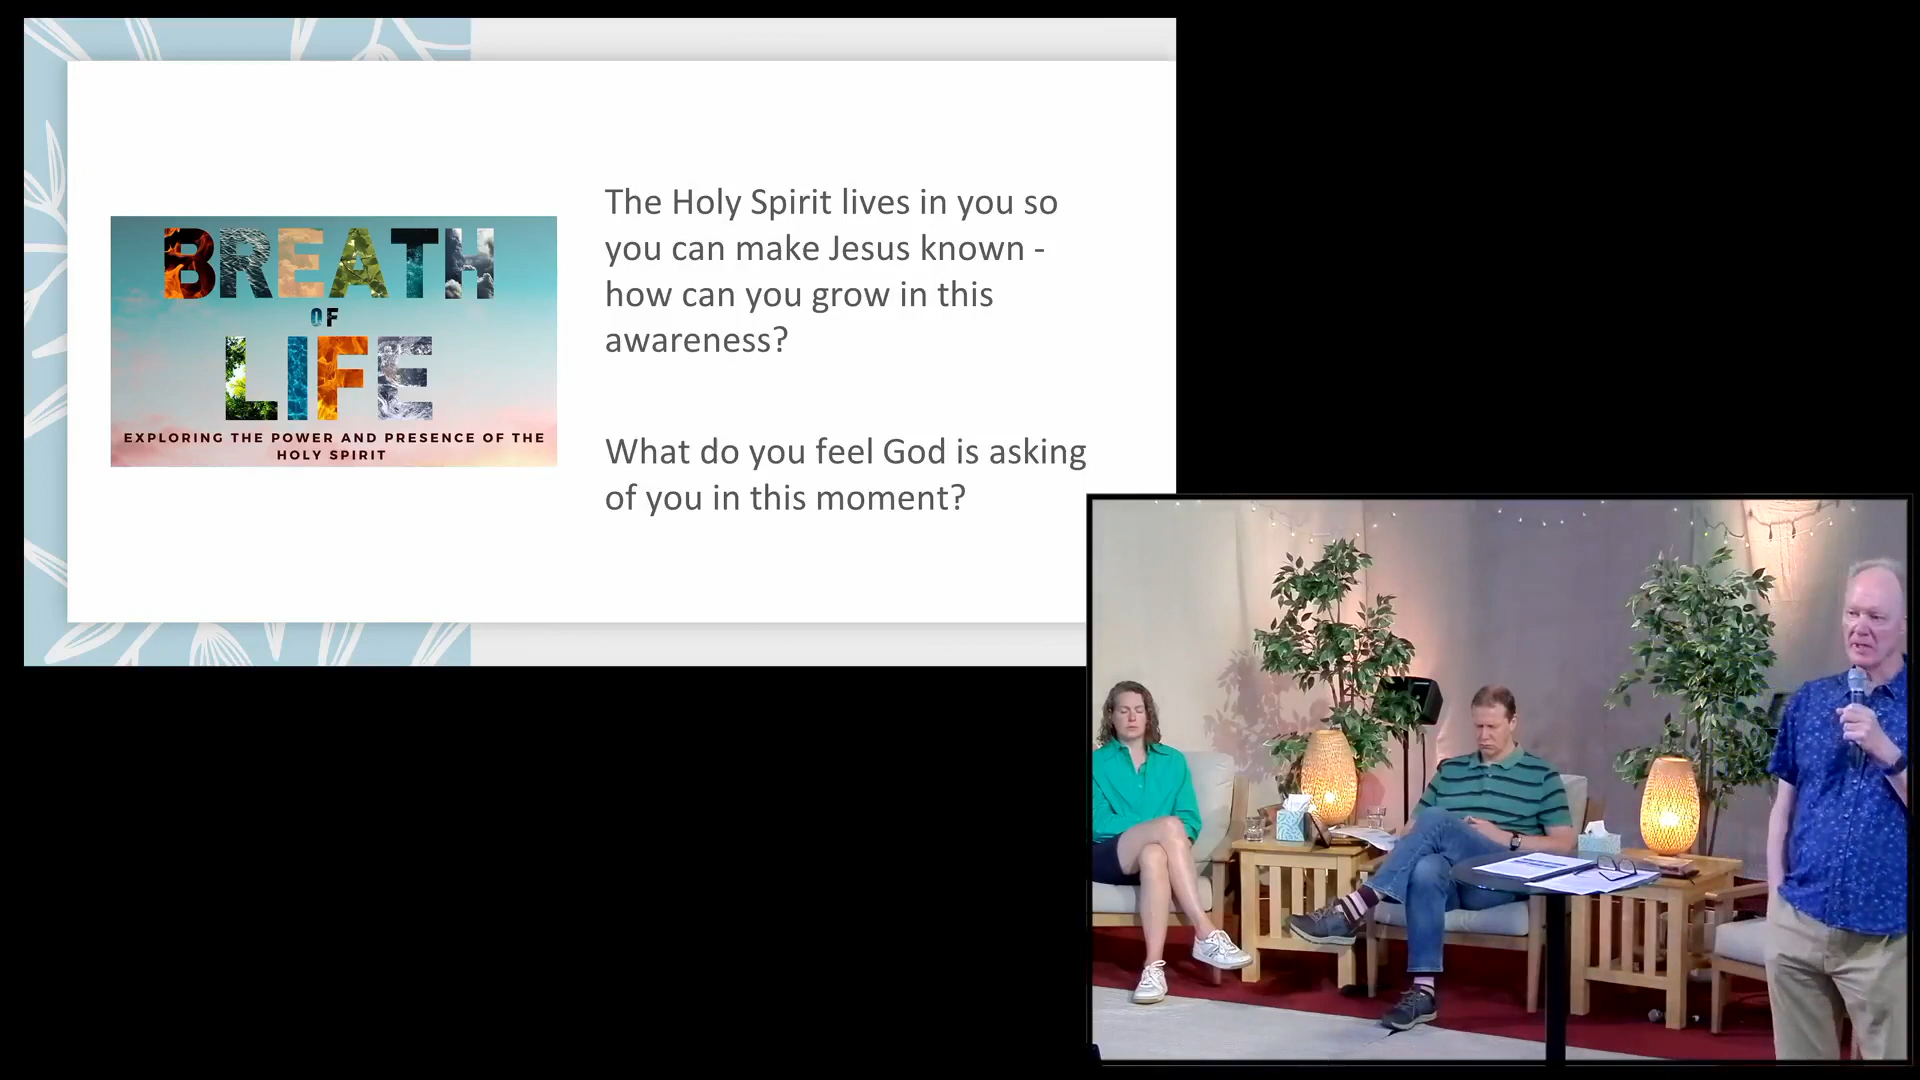 BREATH
OF
LIFE
EXPLORING THE POWER AND PRESENCE OF THE
HOLY SPIRIT
The Holy Spirit lives in you so
you can make Jesus known -
how can you grow in this
awareness?
What do you feel God is asking
of you in this moment?